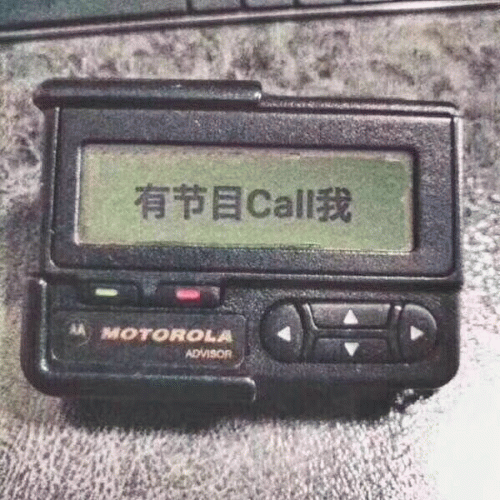 有节目Call我
MOTOROLA
ADVISOR